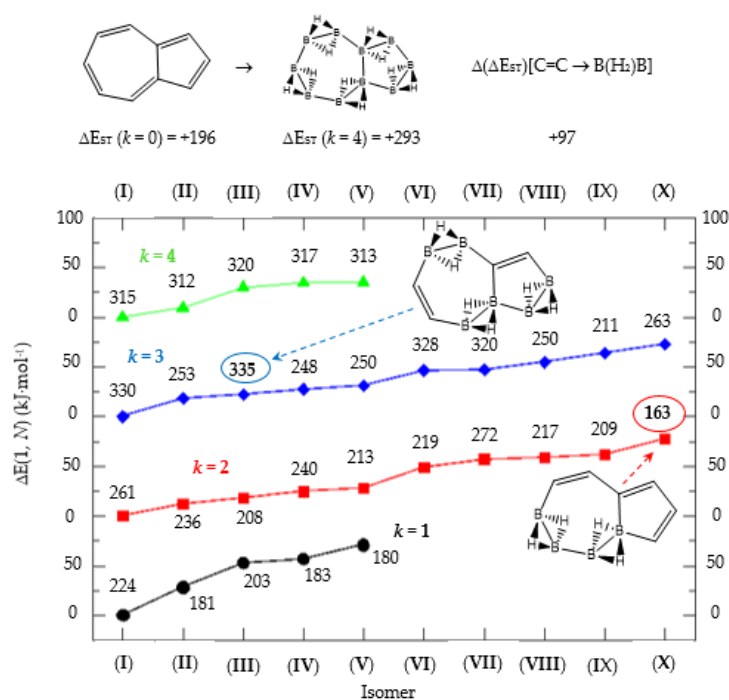 ΔE_ST (k = 0) = +196
→
ΔE_ST (k = 4) = +293
Δ(ΔE_ST)[C=C → B(H₂)B]
+97
(I) (II) (III) (IV) (V) (VI) (VII) (VIII) (IX) (X)
ΔE(1, N) (kJ·mol⁻¹)
100 50 0 50 0 50 0 50 0
k = 4
315 312 320 317 313
k = 3
330 253 335 248 250 328 320 250 211 263
k = 2
261 236 208 240 213 219 272 217 209 163
k = 1
224 181 203 183 180
100 50 0 50 0 50 0 50 0
H B B H B H B H B B H H B H B H B B H
H B B H H B H B H B B H
B H H B B B H H
(I) (II) (III) (IV) (V) (VI) (VII) (VIII) (IX) (X)
Isomer